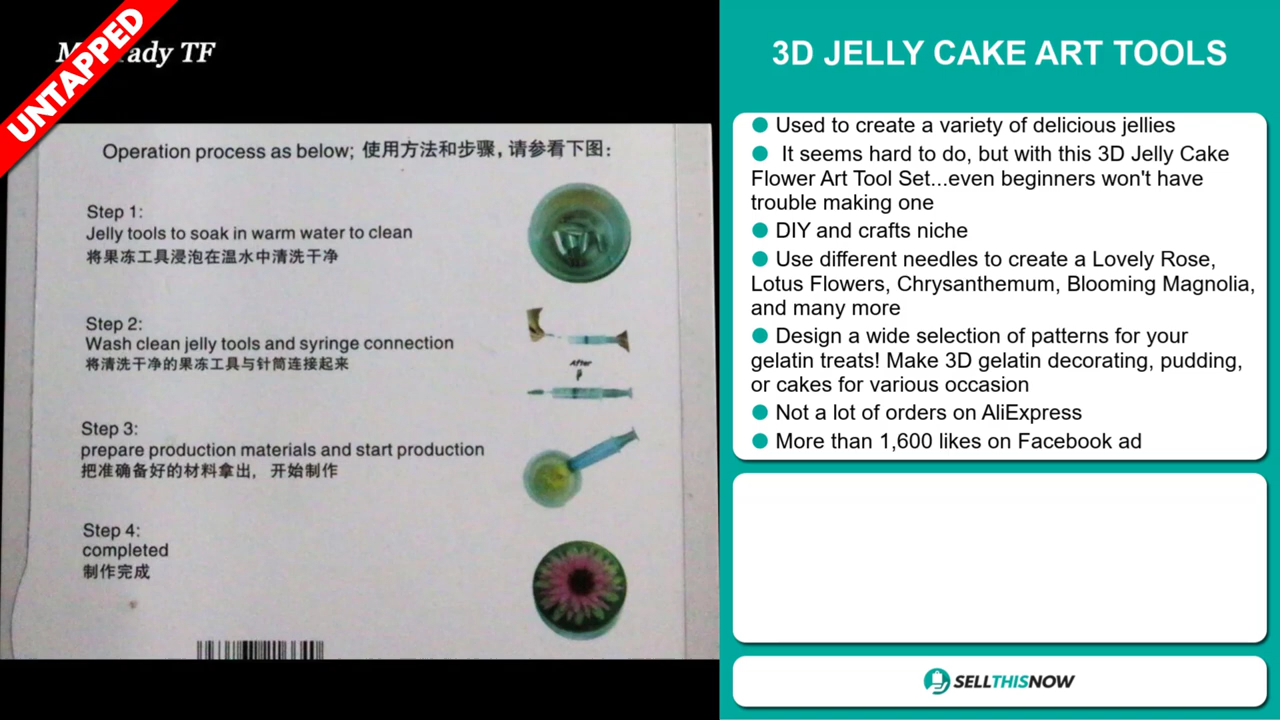 UNTAPPED
TF
Operation process as below; 使用方法和步骤,请参看下图:
Step 1:
Jelly tools to soak in warm water to clean
将果冻工具浸泡在温水中清洗干净
Step 2:
Wash clean jelly tools and syringe connection
将清洗干净的果冻工具与针筒连接起来
After
Step 3:
prepare production materials and start production
把准确备好的材料拿出, 开始制作
Step 4:
completed
制作完成
3D JELLY CAKE ART TOOLS
● Used to create a variety of delicious jellies
● It seems hard to do, but with this 3D Jelly Cake
Flower Art Tool Set...even beginners won't have
trouble making one
● DIY and crafts niche
● Use different needles to create a Lovely Rose,
Lotus Flowers, Chrysanthemum, Blooming Magnolia,
and many more
● Design a wide selection of patterns for your
gelatin treats! Make 3D gelatin decorating, pudding,
or cakes for various occasion
● Not a lot of orders on AliExpress
● More than 1,600 likes on Facebook ad
SELLTHISNOW